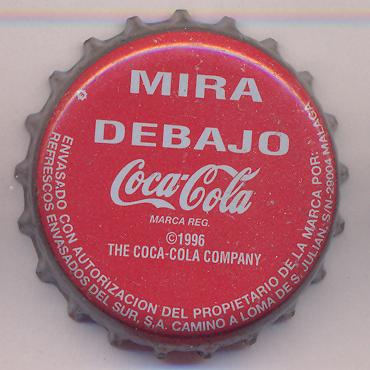 MIRA
DEBAJO
Coca-Cola
MARCA REG.
©1996
THE COCA-COLA COMPANY
ENVASADO CON AUTORIZACION DEL PROPIETARIO DE LA MARCA POR:
REFRESCOS ENVASADOS DEL SUR, S.A. CAMINO A LOMA DE S. JULIAN, S/N-29004 MALAGA